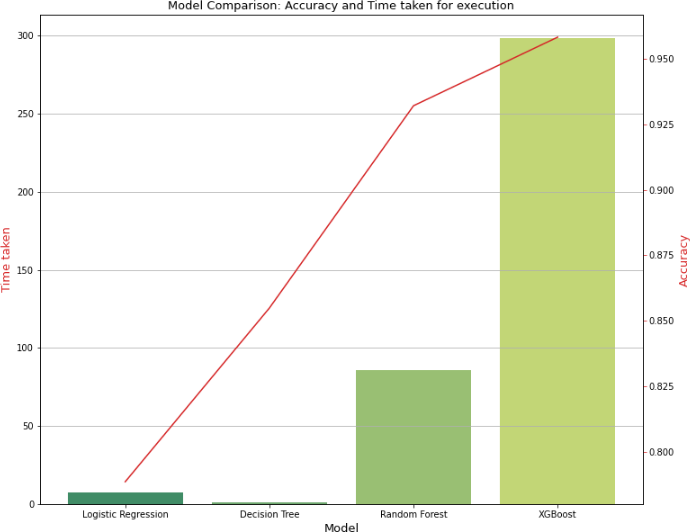 Model Comparison: Accuracy and Time taken for execution
300
250
200
150
100
50
0
Time taken
0.950
0.925
0.900
0.875
0.850
0.825
0.800
Accuracy
Logistic Regression
Decision Tree
Random Forest
XGBoost
Model